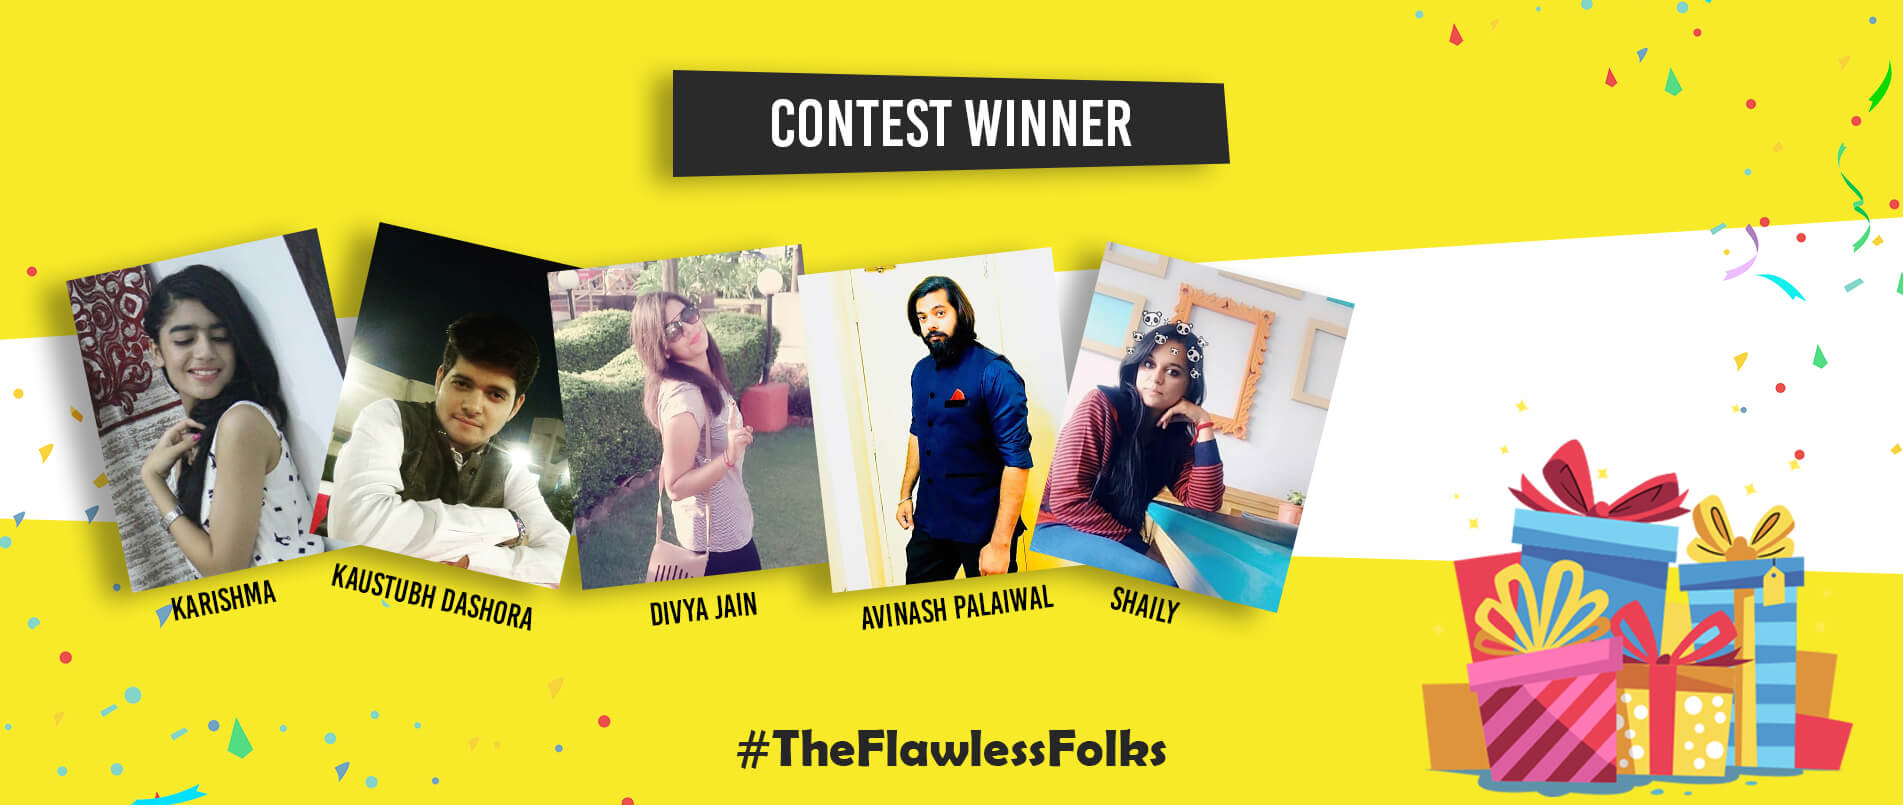 CONTEST WINNER
KARISHMA
KAUSTUBH DASHORA
DIVYA JAIN
AVINASH PALAIWAL
SHAILY
#TheFlawlessFolks